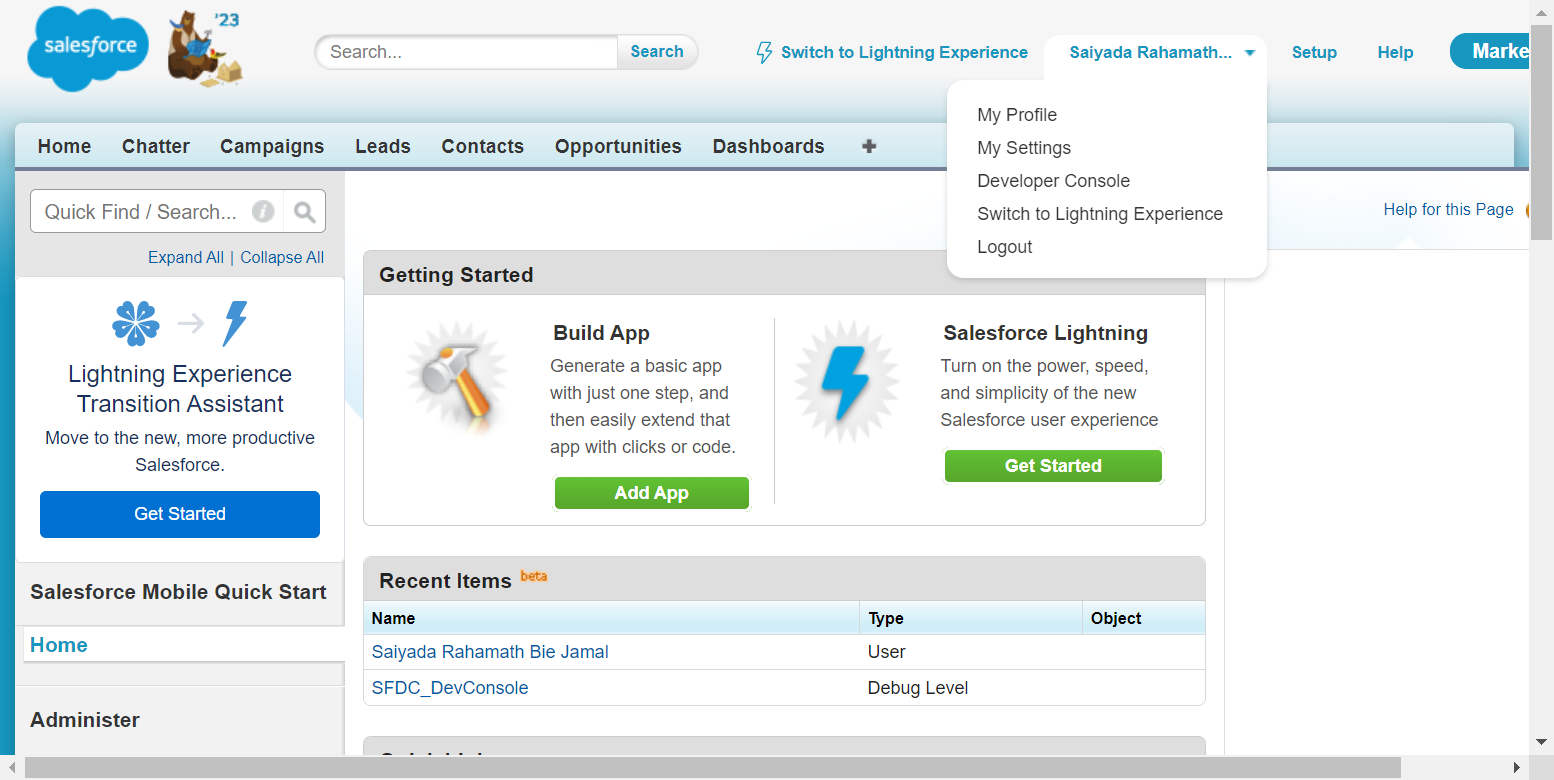 salesforce
'23
Search...
Search
Switch to Lightning Experience
Saiyada Rahamath...
Setup
Help
Marke
My Profile
My Settings
Developer Console
Switch to Lightning Experience
Logout
Home
Chatter
Campaigns
Leads
Contacts
Opportunities
Dashboards
Quick Find / Search...
i
Expand All | Collapse All
Help for this Page
Lightning Experience
Transition Assistant
Move to the new, more productive
Salesforce.
Get Started
Salesforce Mobile Quick Start
Home
Administer
Getting Started
Build App
Generate a basic app
with just one step, and
then easily extend that
app with clicks or code.
Add App
Salesforce Lightning
Turn on the power, speed,
and simplicity of the new
Salesforce user experience
Get Started
Recent Items beta
Name Type Object
Saiyada Rahamath Bie Jamal User
SFDC_DevConsole Debug Level